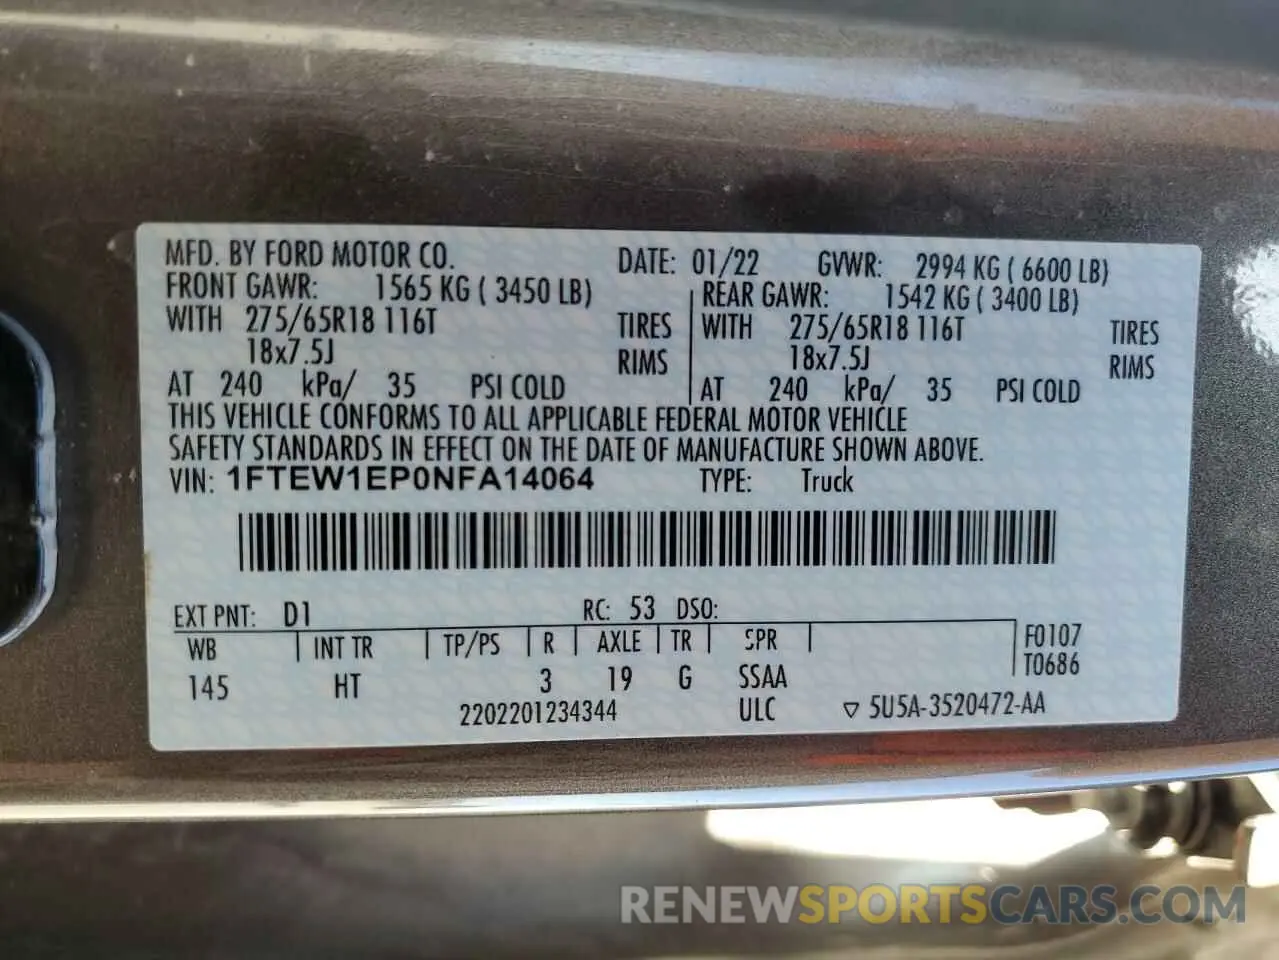 MFD. BY FORD MOTOR CO. DATE: 01/22 GVWR: 2994 KG ( 6600 LB)
FRONT GAWR: 1565 KG ( 3450 LB) REAR GAWR: 1542 KG ( 3400 LB)
WITH 275/65R18 116T TIRES WITH 275/65R18 116T TIRES
18x7.5J RIMS 18x7.5J RIMS
AT 240 kPa/ 35 PSI COLD AT 240 kPa/ 35 PSI COLD
THIS VEHICLE CONFORMS TO ALL APPLICABLE FEDERAL MOTOR VEHICLE
SAFETY STANDARDS IN EFFECT ON THE DATE OF MANUFACTURE SHOWN ABOVE.
VIN: 1FTEW1EP0NFA14064 TYPE: Truck
EXT PNT: D1 RC: 53 DSO:
WB INT TR TP/PS R AXLE TR SPR F0107
T0686
145 HT 3 19 G SSAA
2202201234344 ULC ▽ 5U5A-3520472-AA
RENEWSPORTSCARS.COM